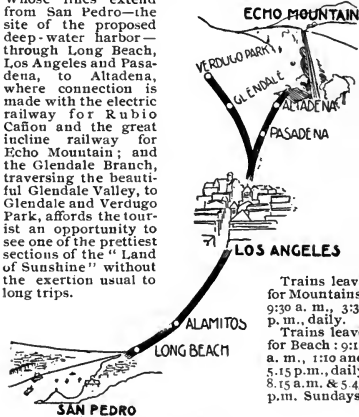 whose lines extend
from San Pedro—the
site of the proposed
deep-water harbor—
through Long Beach,
Los Angeles and Pasa-
dena, to Altadena,
where connection is
made with the electric
railway for Rubio
Cañon and the great
incline railway for
Echo Mountain; and
the Glendale Branch,
traversing the beauti-
ful Glendale Valley, to
Glendale and Verdugo
Park, affords the tour-
ist an opportunity to
see one of the prettiest
sections of the "Land
of Sunshine" without
the exertion usual to
long trips.
ECHO MOUNTAIN
VERDUGO PARK
GLENDALE
ALTADENA
PASADENA
LOS ANGELES
ALAMITOS
LONG BEACH
SAN PEDRO
Trains leav
for Mountains
9:30 a. m., 3:3
p. m., daily.
Trains leav
for Beach : 9:1
a. m., 1:10 and
5.15 p.m., daily
8.15 a.m. & 5.4
p.m. Sundays